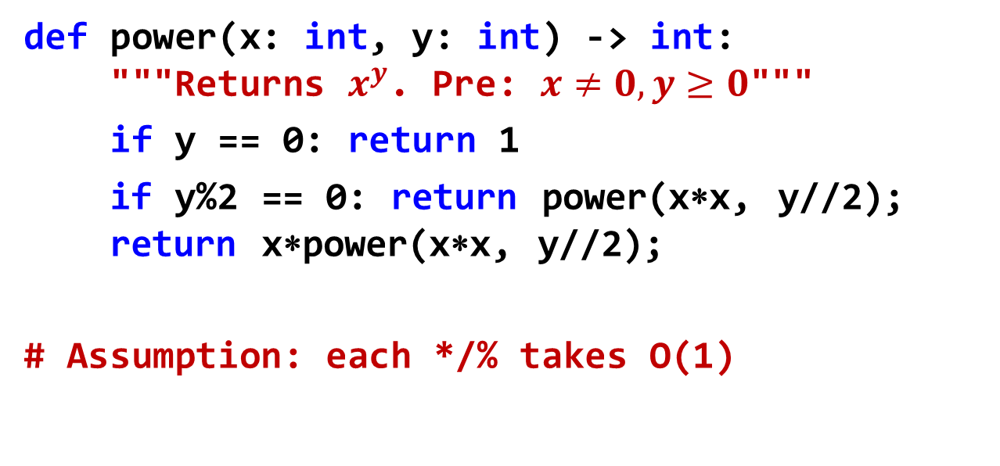 def power(x: int, y: int) -> int:
    """Returns xʸ. Pre: x ≠ 0, y ≥ 0"""
    if y == 0: return 1
    if y%2 == 0: return power(x*x, y//2);
    return x*power(x*x, y//2);
# Assumption: each */% takes O(1)